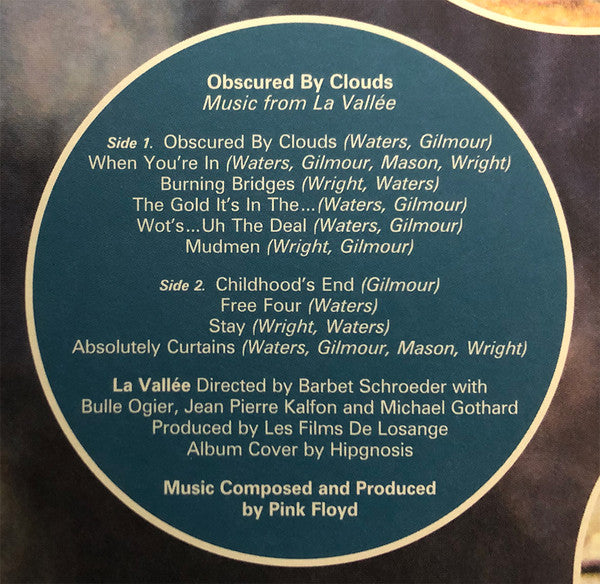 Obscured By Clouds
Music from La Vallée
Side 1. Obscured By Clouds (Waters, Gilmour)
When You're In (Waters, Gilmour, Mason, Wright)
Burning Bridges (Wright, Waters)
The Gold It's In The...(Waters, Gilmour)
Wot's...Uh The Deal (Waters, Gilmour)
Mudmen (Wright, Gilmour)
Side 2. Childhood's End (Gilmour)
Free Four (Waters)
Stay (Wright, Waters)
Absolutely Curtains (Waters, Gilmour, Mason, Wright)
La Vallée Directed by Barbet Schroeder with
Bulle Ogier, Jean Pierre Kalfon and Michael Gothard
Produced by Les Films De Losange
Album Cover by Hipgnosis
Music Composed and Produced
by Pink Floyd